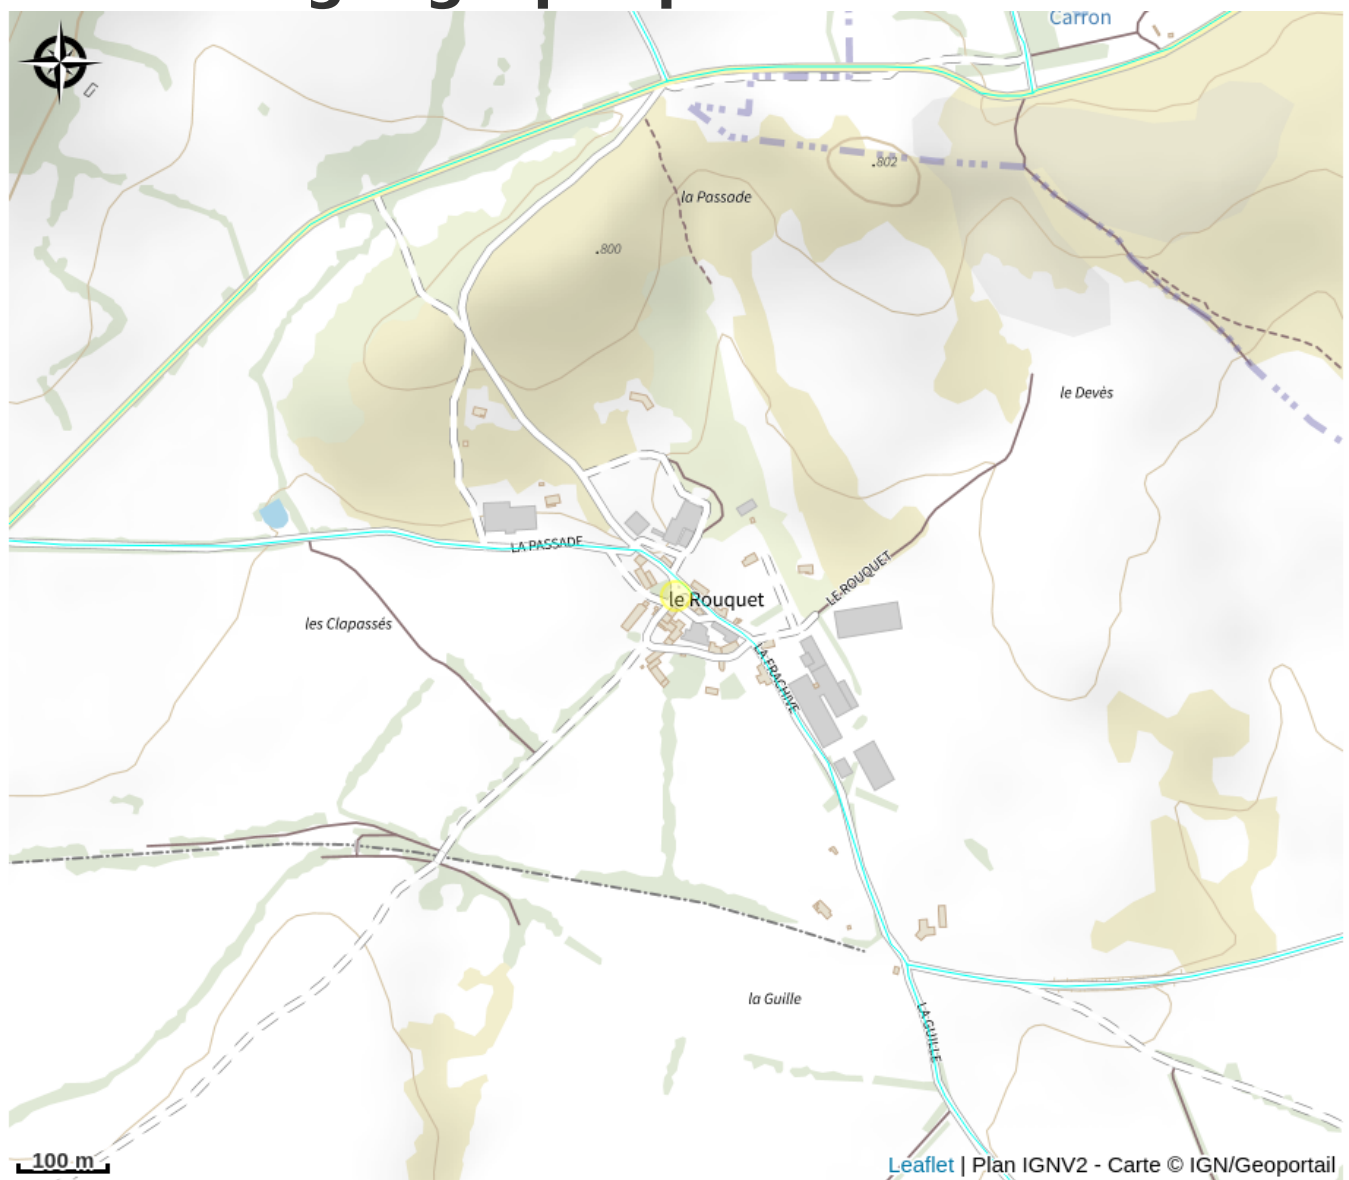 Carron
G
802
la Passade
.800
le Devès
LA PASSADE
LE ROUQUET
le Rouquet
les Clapassés
LA FRACHIVE
la Guille
LA GUILLE
100 m
Leaflet | Plan IGNV2 - Carte © IGN/Geoportail